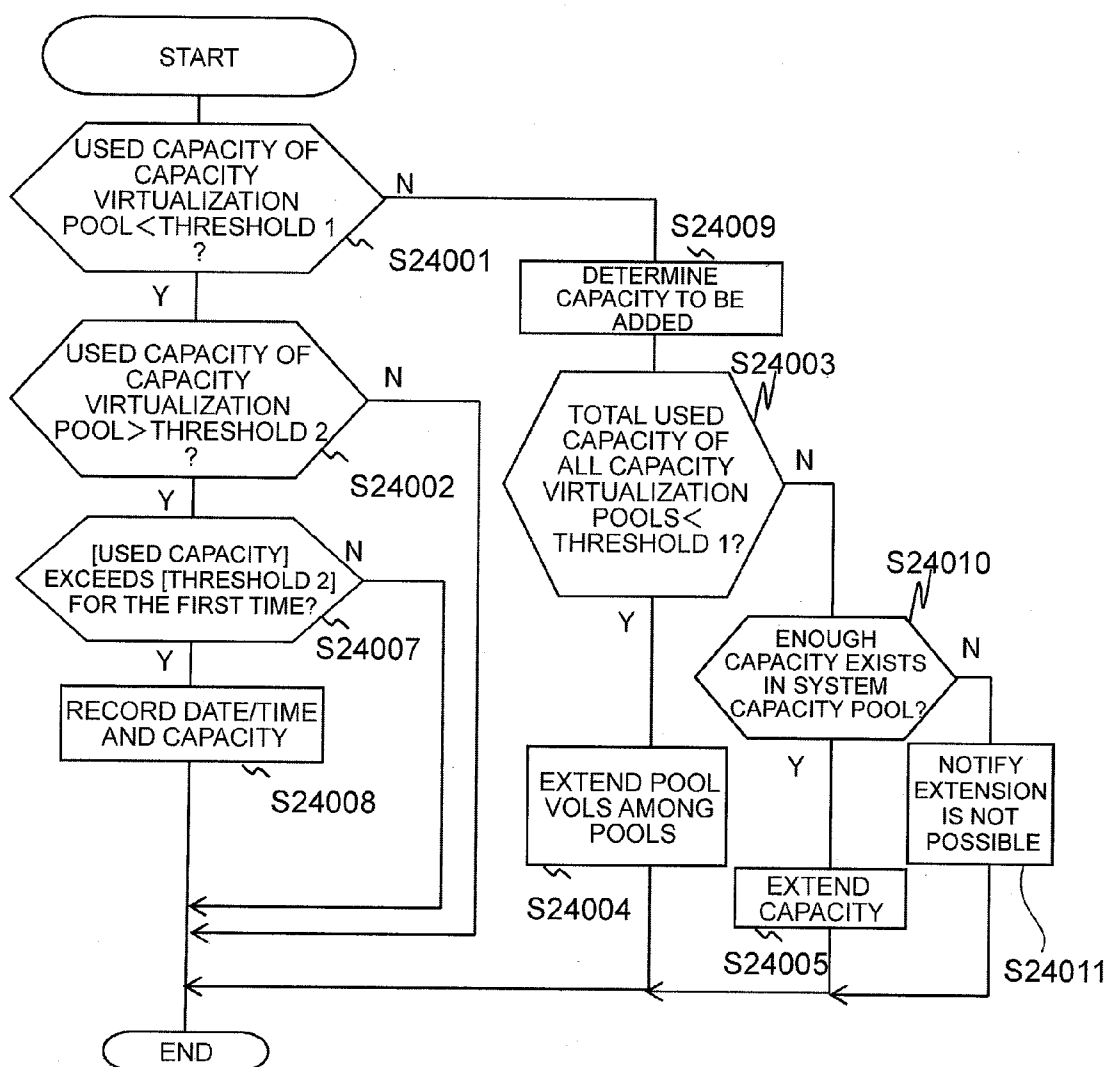 START
USED CAPACITY OF
CAPACITY
VIRTUALIZATION
POOL<THRESHOLD 1
?
N
S24001
Y
USED CAPACITY OF
CAPACITY
VIRTUALIZATION
POOL>THRESHOLD 2
?
N
S24002
Y
[USED CAPACITY]
EXCEEDS [THRESHOLD 2]
FOR THE FIRST TIME?
N
S24007
Y
RECORD DATE/TIME
AND CAPACITY
S24008
S24009
DETERMINE
CAPACITY TO BE
ADDED
S24003
TOTAL USED
CAPACITY OF
ALL CAPACITY
VIRTUALIZATION
POOLS<
THRESHOLD 1?
N
Y
S24010
ENOUGH
CAPACITY EXISTS
IN SYSTEM
CAPACITY POOL?
N
Y
EXTEND POOL
VOLS AMONG
POOLS
S24004
EXTEND
CAPACITY
S24005
NOTIFY
EXTENSION
IS NOT
POSSIBLE
S24011
END